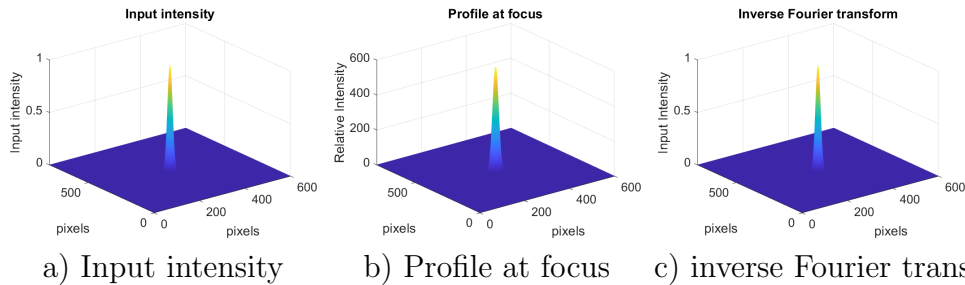 Input intensity
Profile at focus
Inverse Fourier transform
1
0.5
0
Input intensity
500
0
pixels
0
200
400
600
pixels
600
400
200
0
Relative Intensity
500
0
pixels
0
200
400
600
pixels
1
0.5
0
Input intensity
500
0
pixels
0
200
400
600
pixels
a) Input intensity
b) Profile at focus
c) inverse Fourier trans